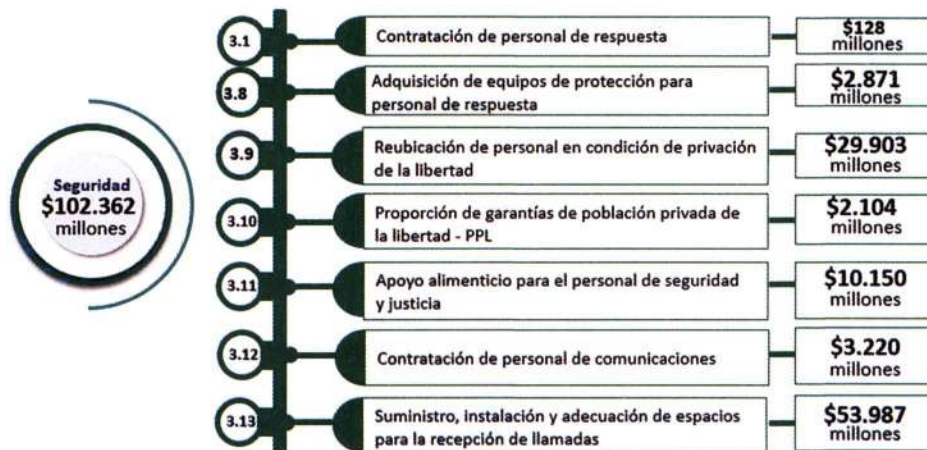 Seguridad
$102.362
millones
3.1
Contratación de personal de respuesta
$128
millones
3.8
Adquisición de equipos de protección para
personal de respuesta
$2.871
millones
3.9
Reubicación de personal en condición de privación
de la libertad
$29.903
millones
3.10
Proporción de garantías de población privada de
la libertad - PPL
$2.104
millones
3.11
Apoyo alimenticio para el personal de seguridad
y justicia
$10.150
millones
3.12
Contratación de personal de comunicaciones
$3.220
millones
3.13
Suministro, instalación y adecuación de espacios
para la recepción de llamadas
$53.987
millones